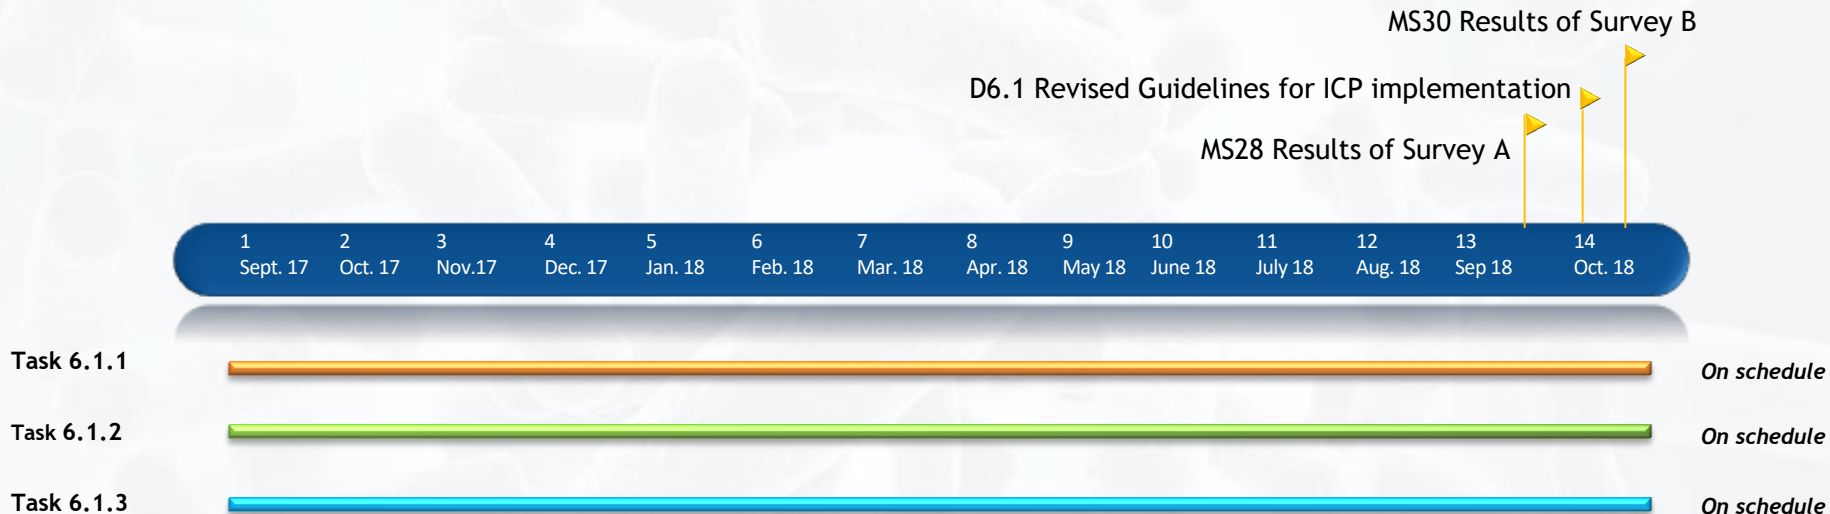 MS30 Results of Survey B
D6.1 Revised Guidelines for ICP implementation
MS28 Results of Survey A
1 2 3 4 5 6 7 8 9 10 11 12 13 14
Sept. 17 Oct. 17 Nov.17 Dec. 17 Jan. 18 Feb. 18 Mar. 18 Apr. 18 May 18 June 18 July 18 Aug. 18 Sep 18 Oct. 18
Task 6.1.1 On schedule
Task 6.1.2 On schedule
Task 6.1.3 On schedule